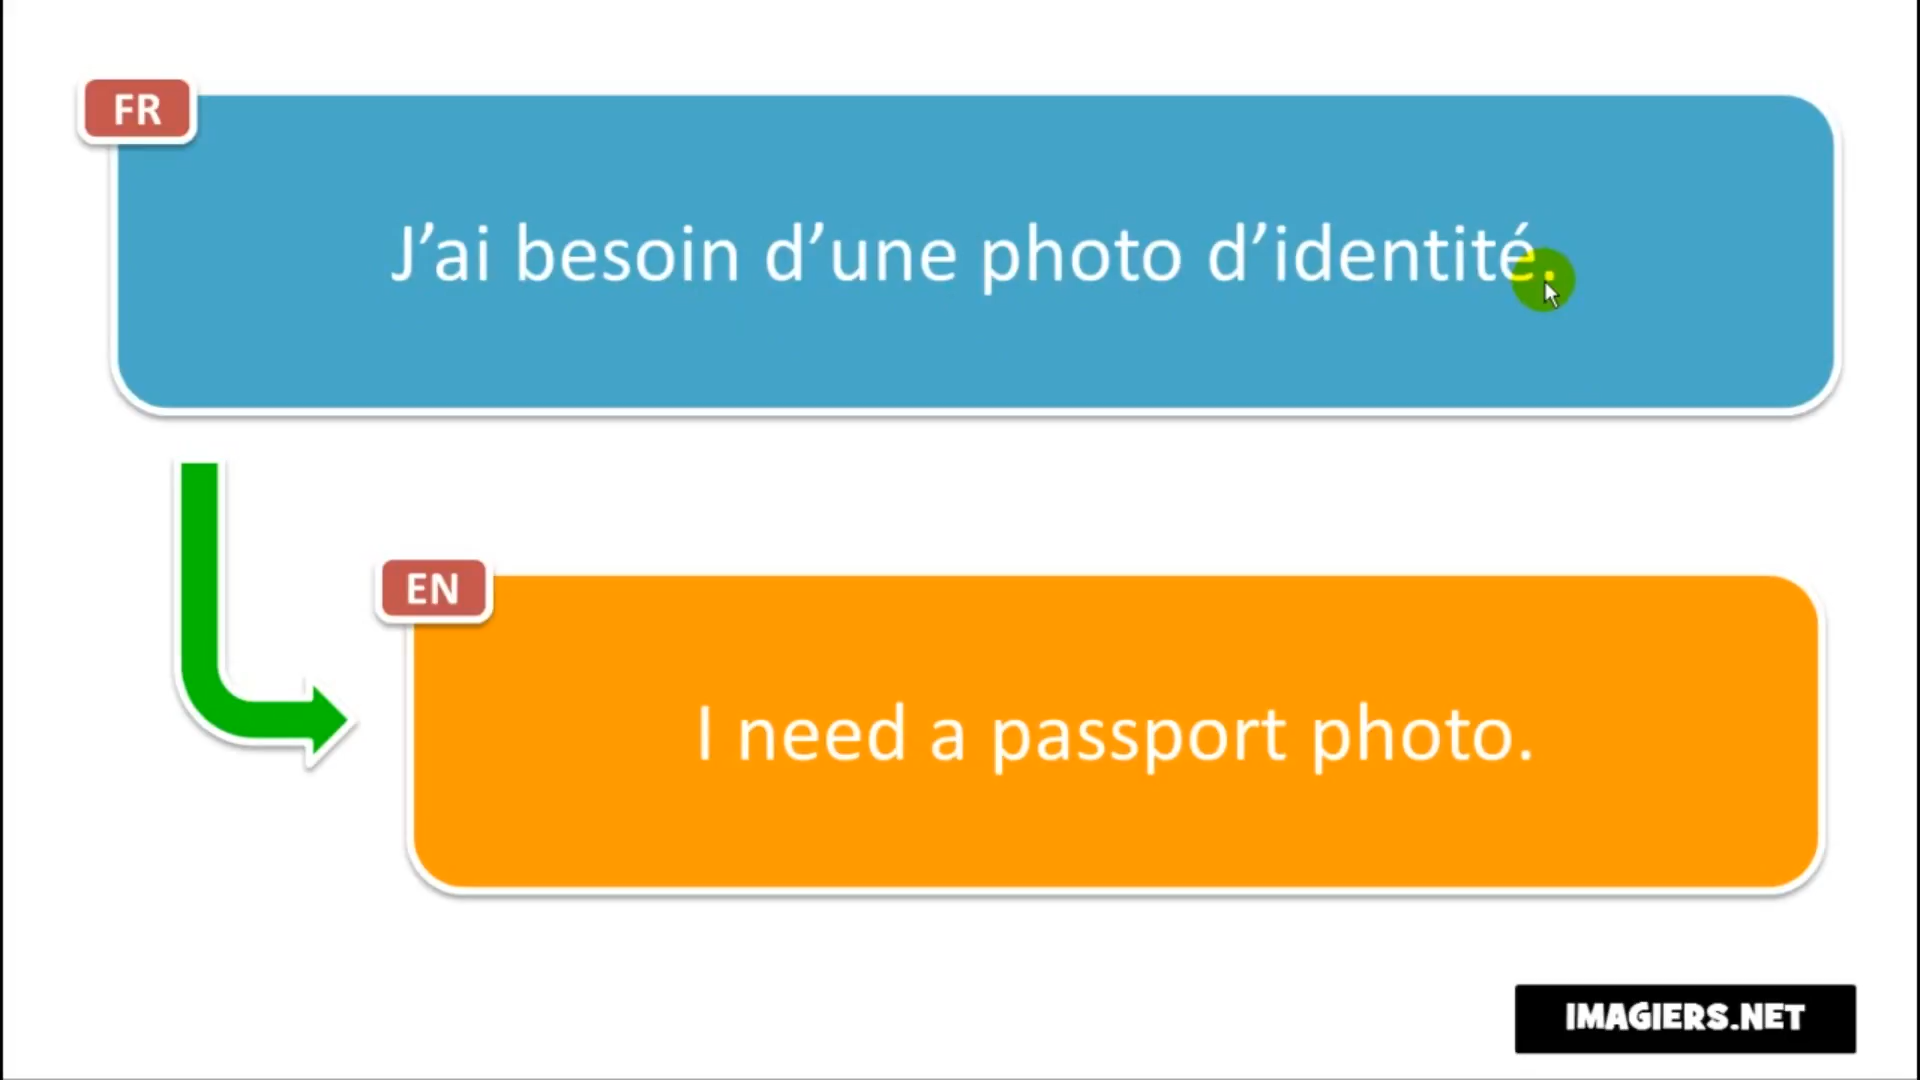 FR
J’ai besoin d’une photo d’identité.
EN
I need a passport photo.
IMAGIERS.NET